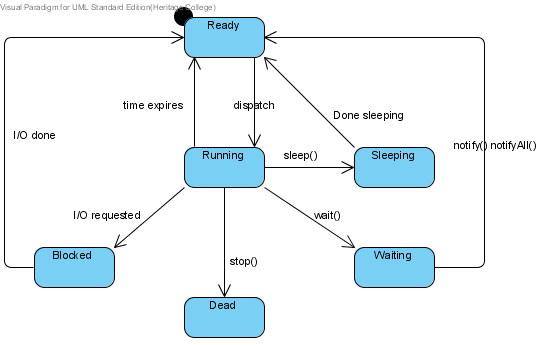 Visual Paradigm for UML Standard Edition(Heritage College)
Ready
time expires
dispatch
Done sleeping
I/O done
notify() notifyAll()
Running
sleep()
Sleeping
I/O requested
wait()
Blocked
stop()
Waiting
Dead